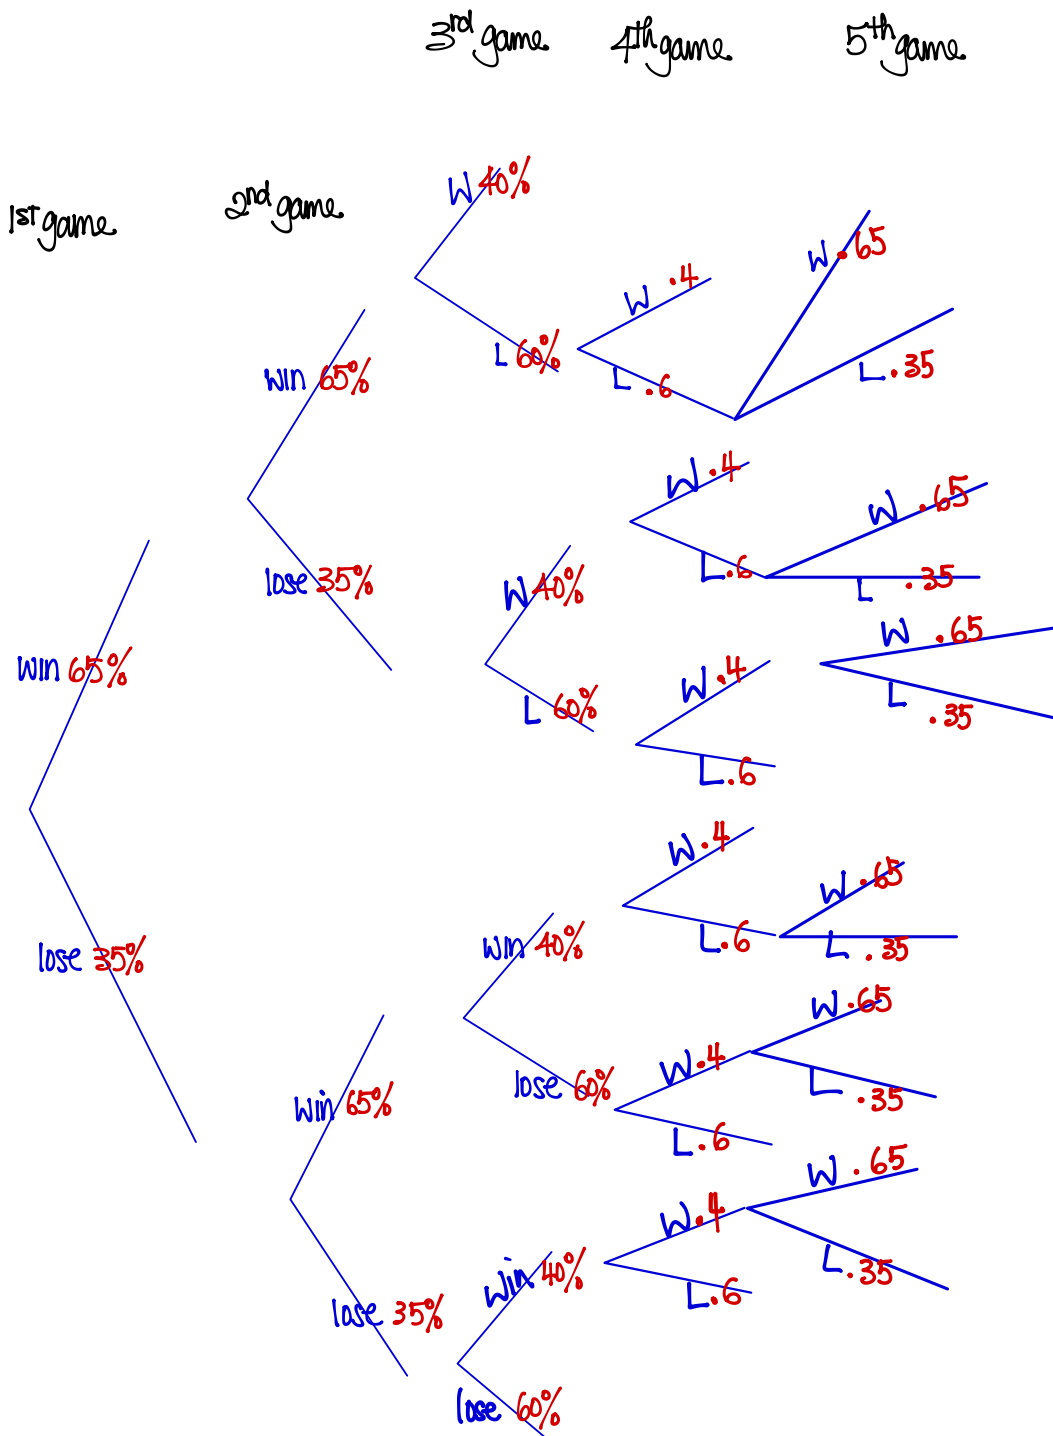 3rd game 4th game 5th game
1st game 2nd game
W 40%
W .65
W .4
L 60%
L .35
win 65%
L .6
W .4
W .65
lose 35%
W 40%
L .6
L .35
W .65
win 65%
W .4
L 60%
L .35
L .6
W .4
W .65
win 40%
L .6
L .35
lose 35%
W .65
W .4
lose 60%
L .35
win 65%
L .6
W .65
W .4
win 40%
L .35
L .6
lose 35%
lose 60%